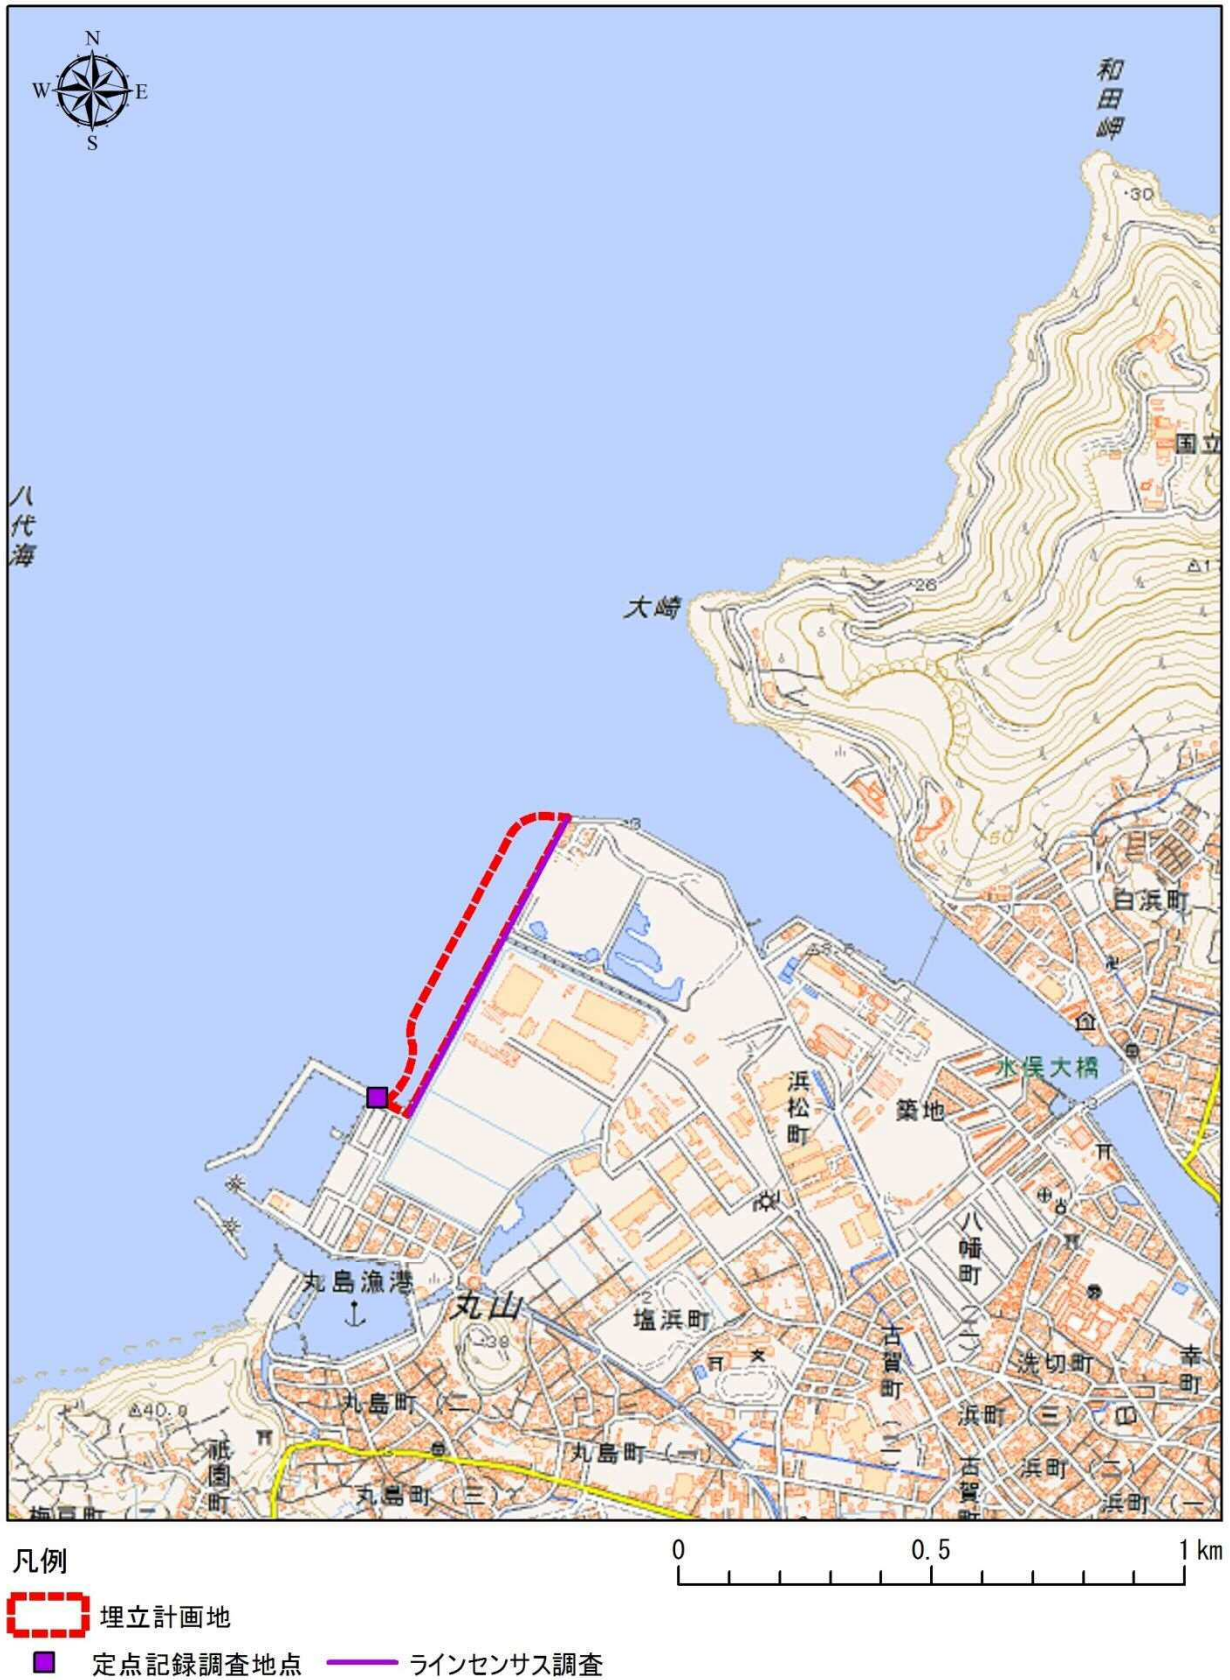 N
W E
S
和田岬
・30
国立
八代海
大崎
・26
白浜町
水俣大橋
浜松町
築地
八幡町(二)
丸島漁港
丸山
・38
2
塩浜町
古賀町(二)
洗切町
幸町
浜町(三)
丸島町(二)
丸島町(一)
祇園町
丸島町(三)
浜町(二)
浜町(一)
凡例
0 0.5 1km
埋立計画地
定点記録調査地点 ラインセンサス調査